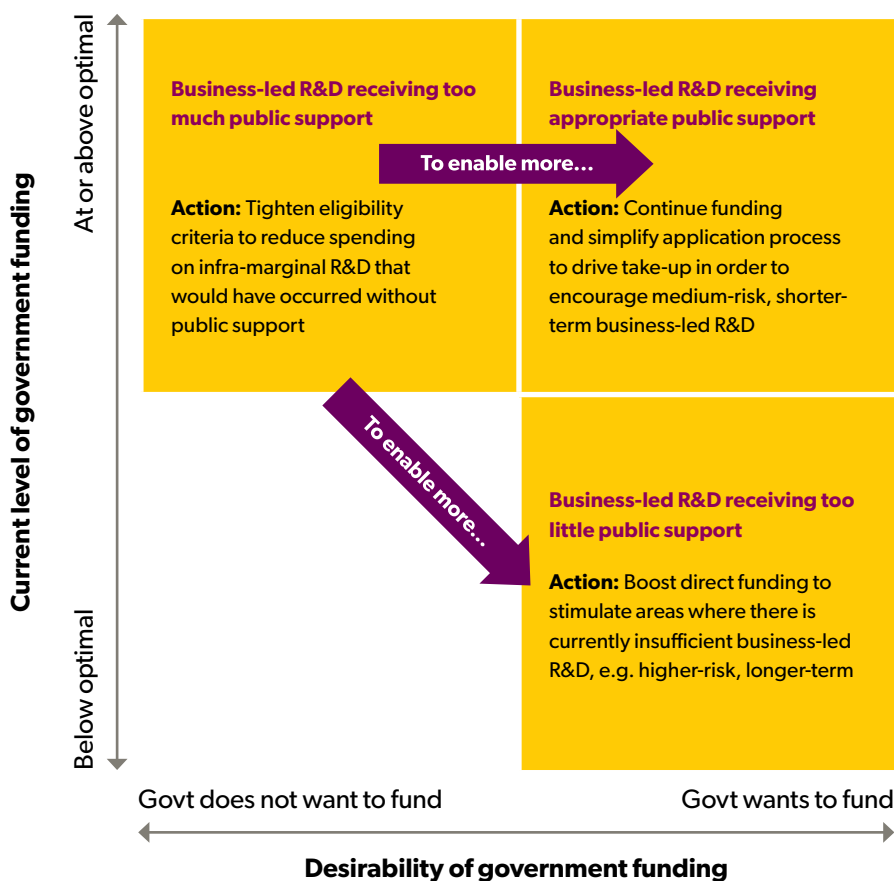 Current level of government funding
At or above optimal
Below optimal
Business-led R&D receiving too
much public support
Action: Tighten eligibility
criteria to reduce spending
on infra-marginal R&D that
would have occurred without
public support
To enable more...
Business-led R&D receiving
appropriate public support
Action: Continue funding
and simplify application process
to drive take-up in order to
encourage medium-risk, shorter-
term business-led R&D
To enable more...
Business-led R&D receiving too
little public support
Action: Boost direct funding to
stimulate areas where there is
currently insufficient business-led
R&D, e.g. higher-risk, longer-term
Govt does not want to fund
Govt wants to fund
Desirability of government funding